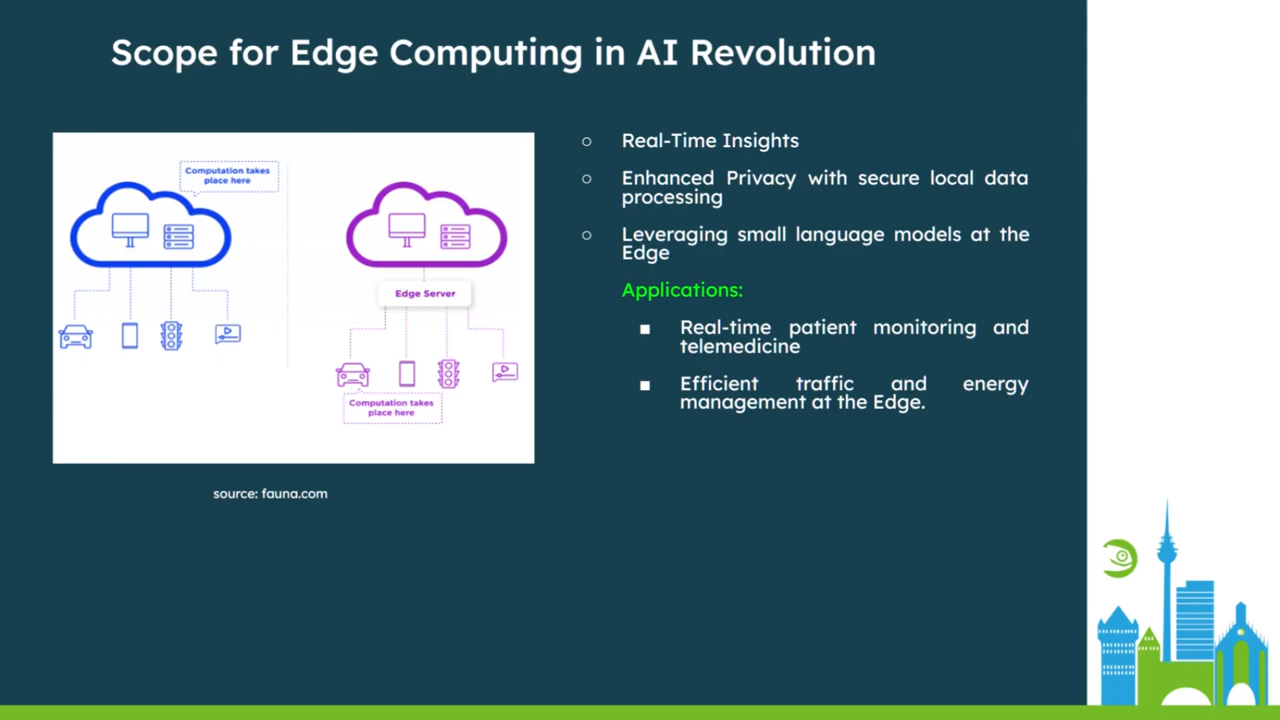 Scope for Edge Computing in AI Revolution
Computation takes
place here
Edge Server
Computation takes
place here
source: fauna.com
Real-Time Insights
Enhanced Privacy with secure local data
processing
Leveraging small language models at the
Edge
Applications:
Real-time patient monitoring and
telemedicine
Efficient traffic and energy
management at the Edge.